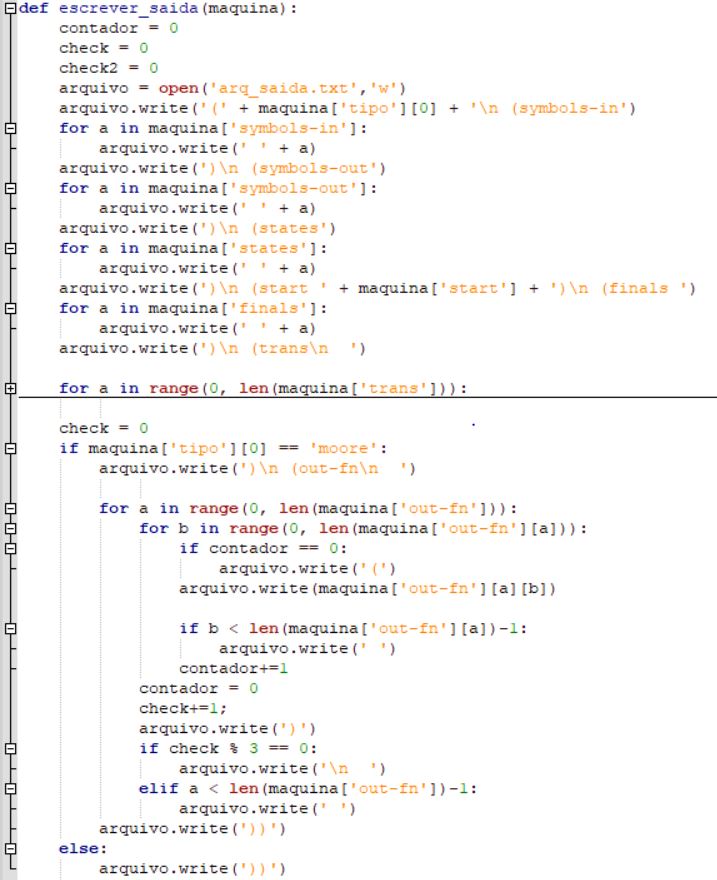 def escrever_saida(maquina):
    contador = 0
    check = 0
    check2 = 0
    arquivo = open('arq_saida.txt','w')
    arquivo.write('(' + maquina['tipo'][0] + '\n (symbols-in')
    for a in maquina['symbols-in']:
        arquivo.write(' ' + a)
    arquivo.write(')\n (symbols-out')
    for a in maquina['symbols-out']:
        arquivo.write(' ' + a)
    arquivo.write(')\n (states')
    for a in maquina['states']:
        arquivo.write(' ' + a)
    arquivo.write(')\n (start ' + maquina['start'] + ')\n (finals ')
    for a in maquina['finals']:
        arquivo.write(' ' + a)
    arquivo.write(')\n (trans\n  ')
    for a in range(0, len(maquina['trans'])):
    check = 0
    if maquina['tipo'][0] == 'moore':
        arquivo.write(')\n (out-fn\n  ')
        for a in range(0, len(maquina['out-fn'])):
            for b in range(0, len(maquina['out-fn'][a])):
                if contador == 0:
                    arquivo.write('(')
                arquivo.write(maquina['out-fn'][a][b])
                if b < len(maquina['out-fn'][a])-1:
                    arquivo.write(' ')
                contador+=1
            contador = 0
            check+=1;
            arquivo.write(')')
            if check % 3 == 0:
                arquivo.write('\n  ')
            elif a < len(maquina['out-fn'])-1:
                arquivo.write(' ')
        arquivo.write('))')
    else:
        arquivo.write('))')